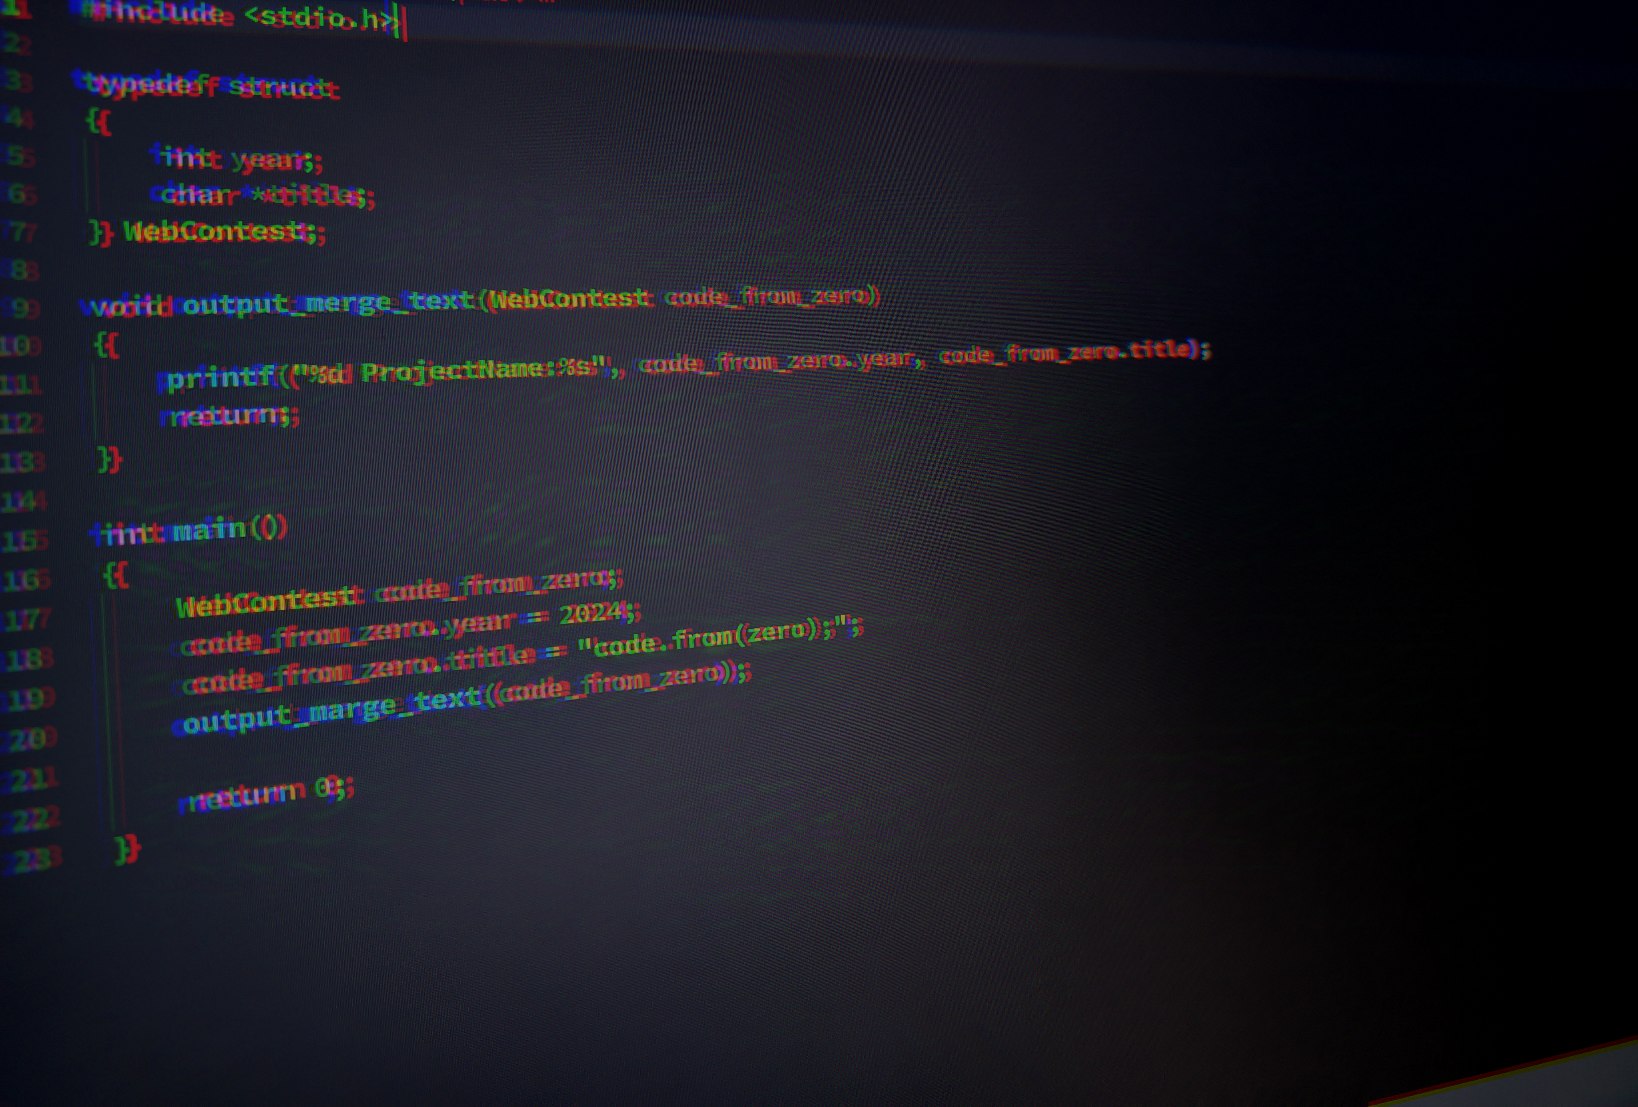 1 #include <stdio.h>
2
3 typedef struct
4 {
5 int year;
6 char *title;
7 } WebContest;
8
9 void output_merge_text(WebContest code_from_zero)
10 {
11 printf("%d ProjectName:%s", code_from_zero.year, code_from_zero.title);
12 return;
13 }
14
15 int main()
16 {
17 WebContest code_from_zero;
18 code_from_zero.year = 2024;
19 code_from_zero.title = "code.from(zero);";
20 output_marge_text(code_from_zero);
21
22 return 0;
23 }